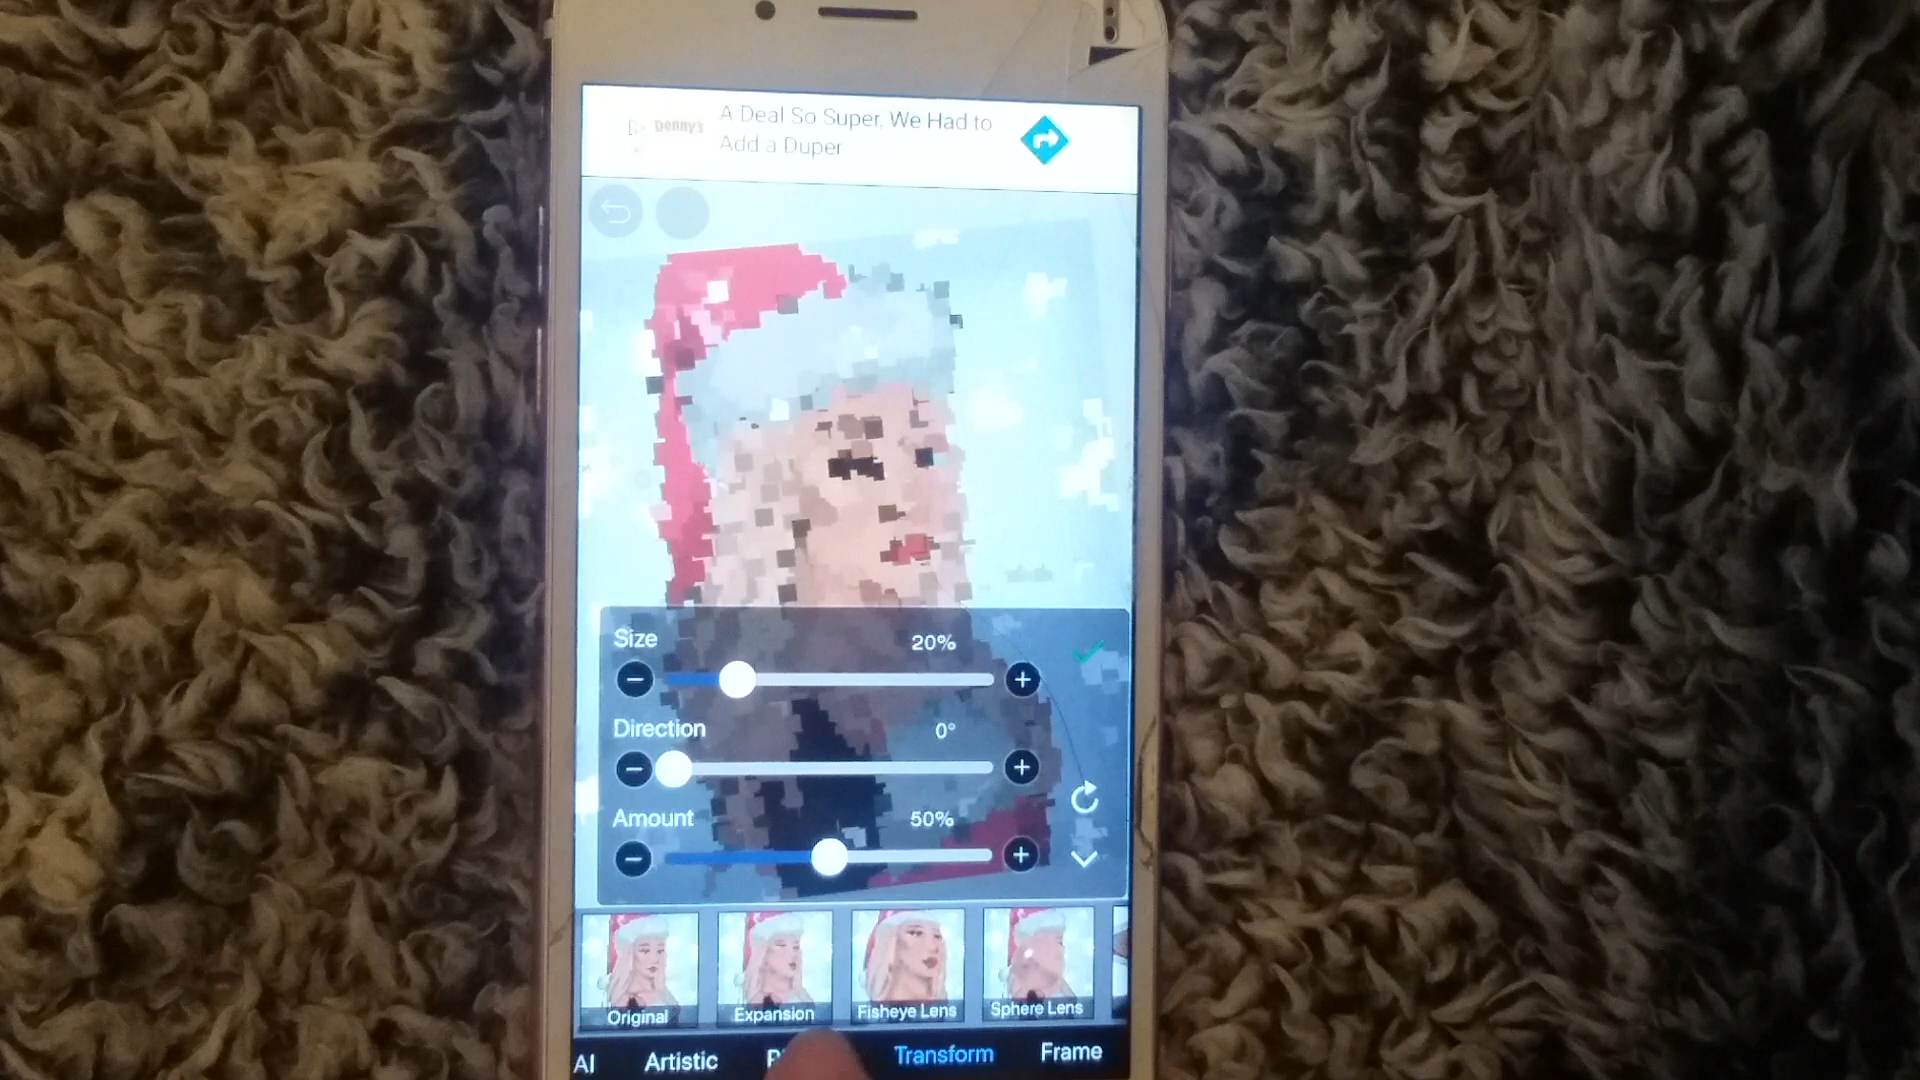 Denny's
A Deal So Super, We Had to
Add a Duper
Size
20%
Direction
0°
Amount
50%
Original
Expansion
Fisheye Lens
Sphere Lens
AI
Artistic
Transform
Frame